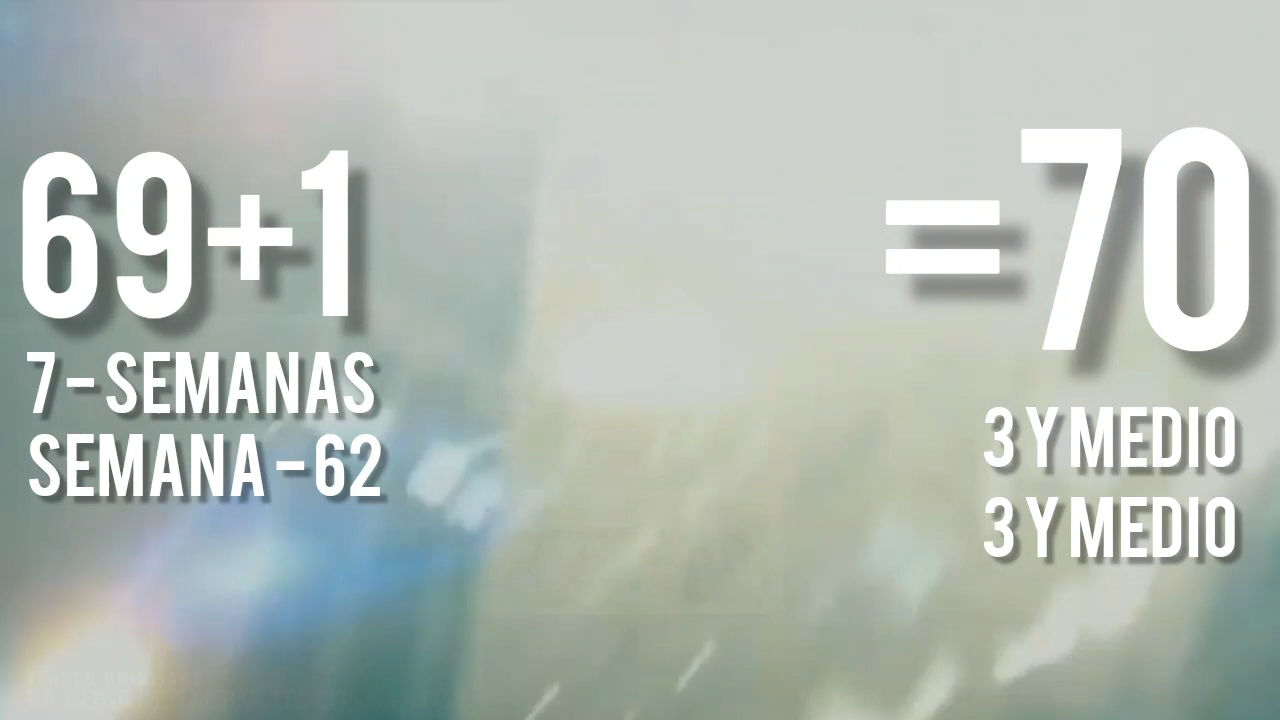 69+1
7 - SEMANAS
SEMANA - 62
=70
3 Y MEDIO
3 Y MEDIO